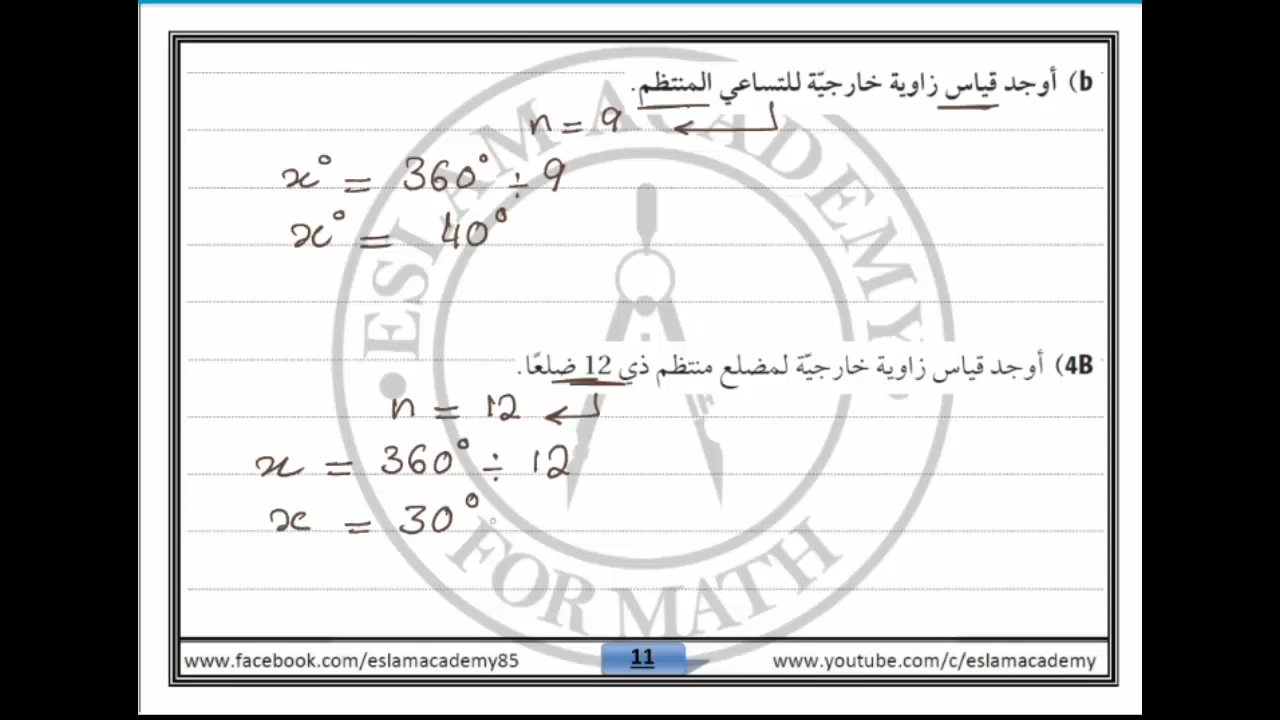 b) أوجد قياس زاوية خارجيّة للتساعي المنتظم.
n = 9
x° = 360° ÷ 9
x° = 40°
4B) أوجد قياس زاوية خارجيّة لمضلع منتظم ذي 12 ضلعًا.
n = 12
x = 360° ÷ 12
x = 30°
ESLAM ACADEMY
FOR MATH
www.facebook.com/eslamacademy85
11
www.youtube.com/c/eslamacademy